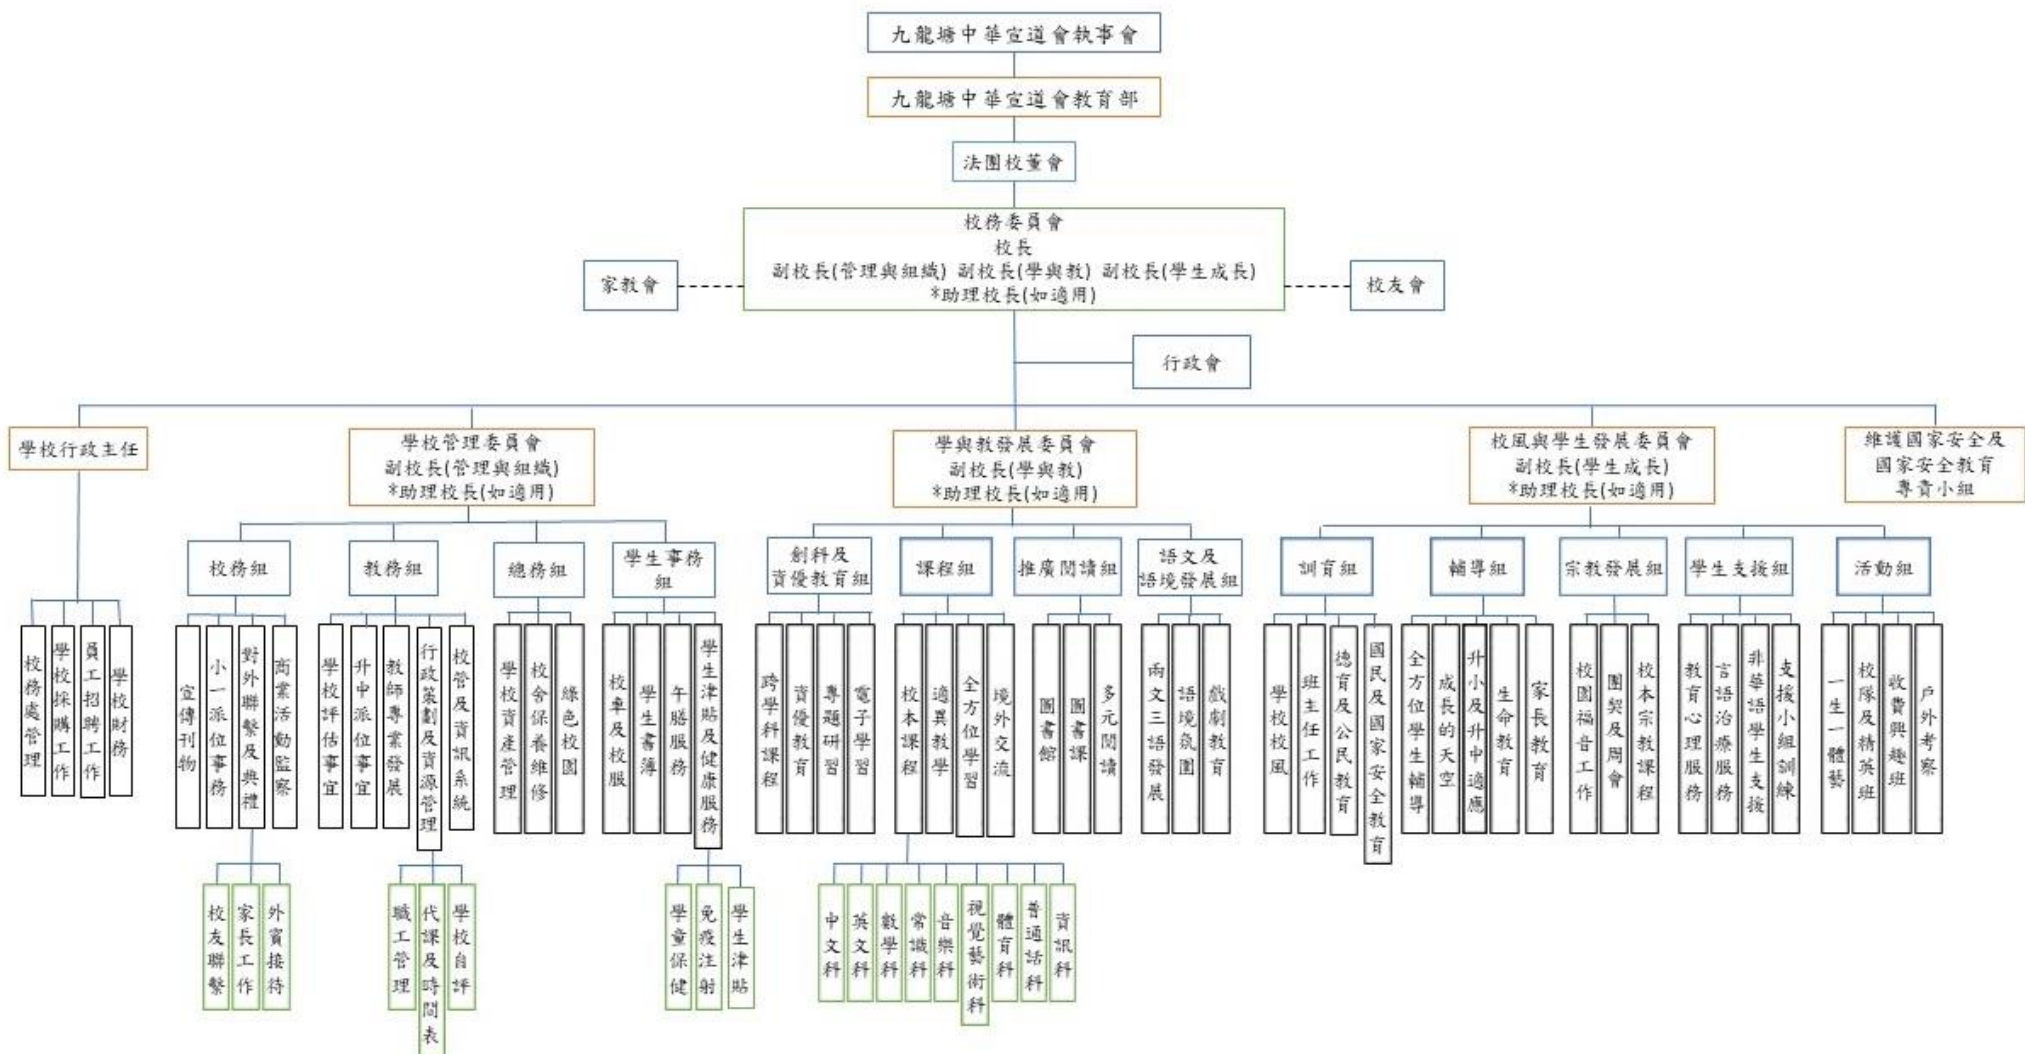 九龍塘中華宣道會執事會
九龍塘中華宣道會教育部
法團校董會
校務委員會
校長
副校長(管理與組織) 副校長(學與教) 副校長(學生成長)
*助理校長(如適用)
家教會
校友會
行政會
學校行政主任
學校管理委員會
副校長(管理與組織)
*助理校長(如適用)
學與教發展委員會
副校長(學與教)
*助理校長(如適用)
校風與學生發展委員會
副校長(學生成長)
*助理校長(如適用)
維護國家安全及
國家安全教育
專責小組
校務組
教務組
總務組
學生事務
組
創科及
資優教育組
課程組
推廣閱讀組
語文及
語境發展組
訓育組
輔導組
宗教發展組
學生支援組
活動組
校務處管理
學校採購工作
員工招聘工作
學校財務
宣傳刊物
小一派位事務
對外聯繫及典禮
商業活動監察
學校評估事宜
升中派位事宜
教師專業發展
行政策劃及資源管理
校管及資訊系統
學校資產管理
校舍保養維修
綠色校園
校車及校服
學生書簿
午膳服務
學生津貼及健康服務
跨學科課程
資優教育
專題研習
電子學習
校本課程
適異教學
全方位學習
境外交流
圖書館
圖書課
多元閱讀
兩文三語發展
語境氛圍
戲劇教育
學校校風
班主任工作
德育及公民教育
國民及國家安全教育
全方位學生輔導
成長的天空
升小及升中適應
生命教育
家長教育
校園福音工作
團契及周會
校本宗教課程
教育心理服務
言語治療服務
非華語學生支援
支援小組訓練
一生一體藝
校隊及精英班
收費興趣班
戶外考察
校友聯繫
家長工作
外賓接待
職工管理
代課及時間表
學校自評
學童保健
免疫注射
學生津貼
中文科
英文科
數學科
常識科
音樂科
視覺藝術科
體育科
普通話科
資訊科